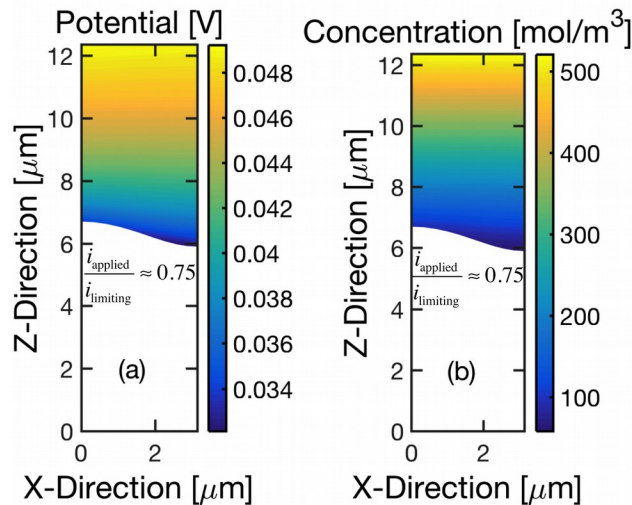 Potential [V]
12
10
8
6
4
2
0
Z-Direction [μm]
i_applied / i_limiting ≈ 0.75
(a)
0 2
X-Direction [μm]
0.048
0.046
0.044
0.042
0.04
0.038
0.036
0.034
Concentration [mol/m³]
12
10
8
6
4
2
0
Z-Direction [μm]
i_applied / i_limiting ≈ 0.75
(b)
0 2
X-Direction [μm]
500
400
300
200
100